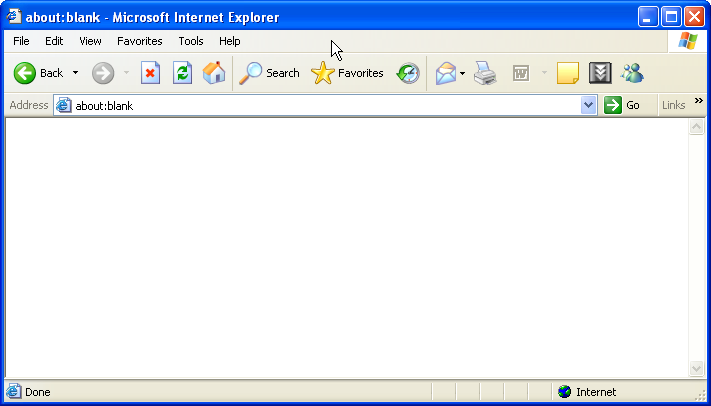 about:blank - Microsoft Internet Explorer
File Edit View Favorites Tools Help
Back Search Favorites W
Address about:blank Go Links »
Done Internet